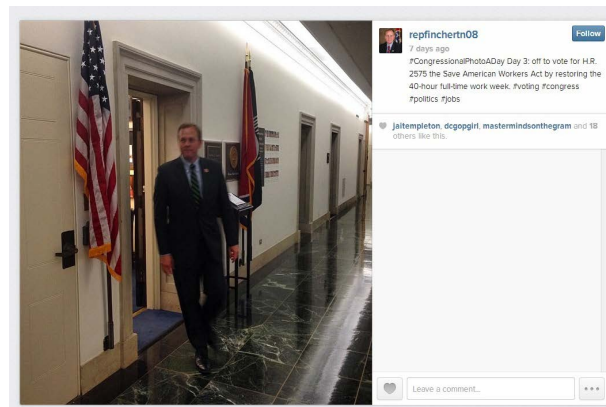 repfinchertn08
Follow
7 days ago
#CongressionalPhotoADay Day 3: off to vote for H.R.
2575 the Save American Workers Act by restoring the
40-hour full-time work week. #voting #congress
#politics #jobs
jaitempleton, dcgopgirl, mastermindsonthegram and 18
others like this.
Leave a comment...